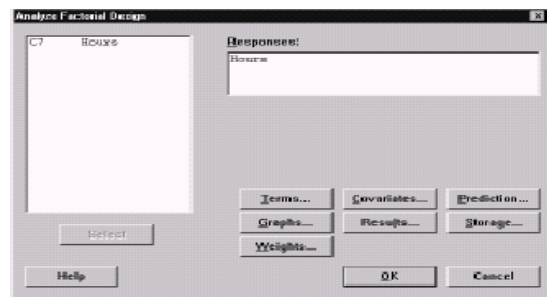 Analyze Factorial Design
C7 Hours
Responses:
Hours
Terms...
Covariates...
Prediction...
Graphs...
Results...
Storage...
Select
Weights...
Help
OK
Cancel